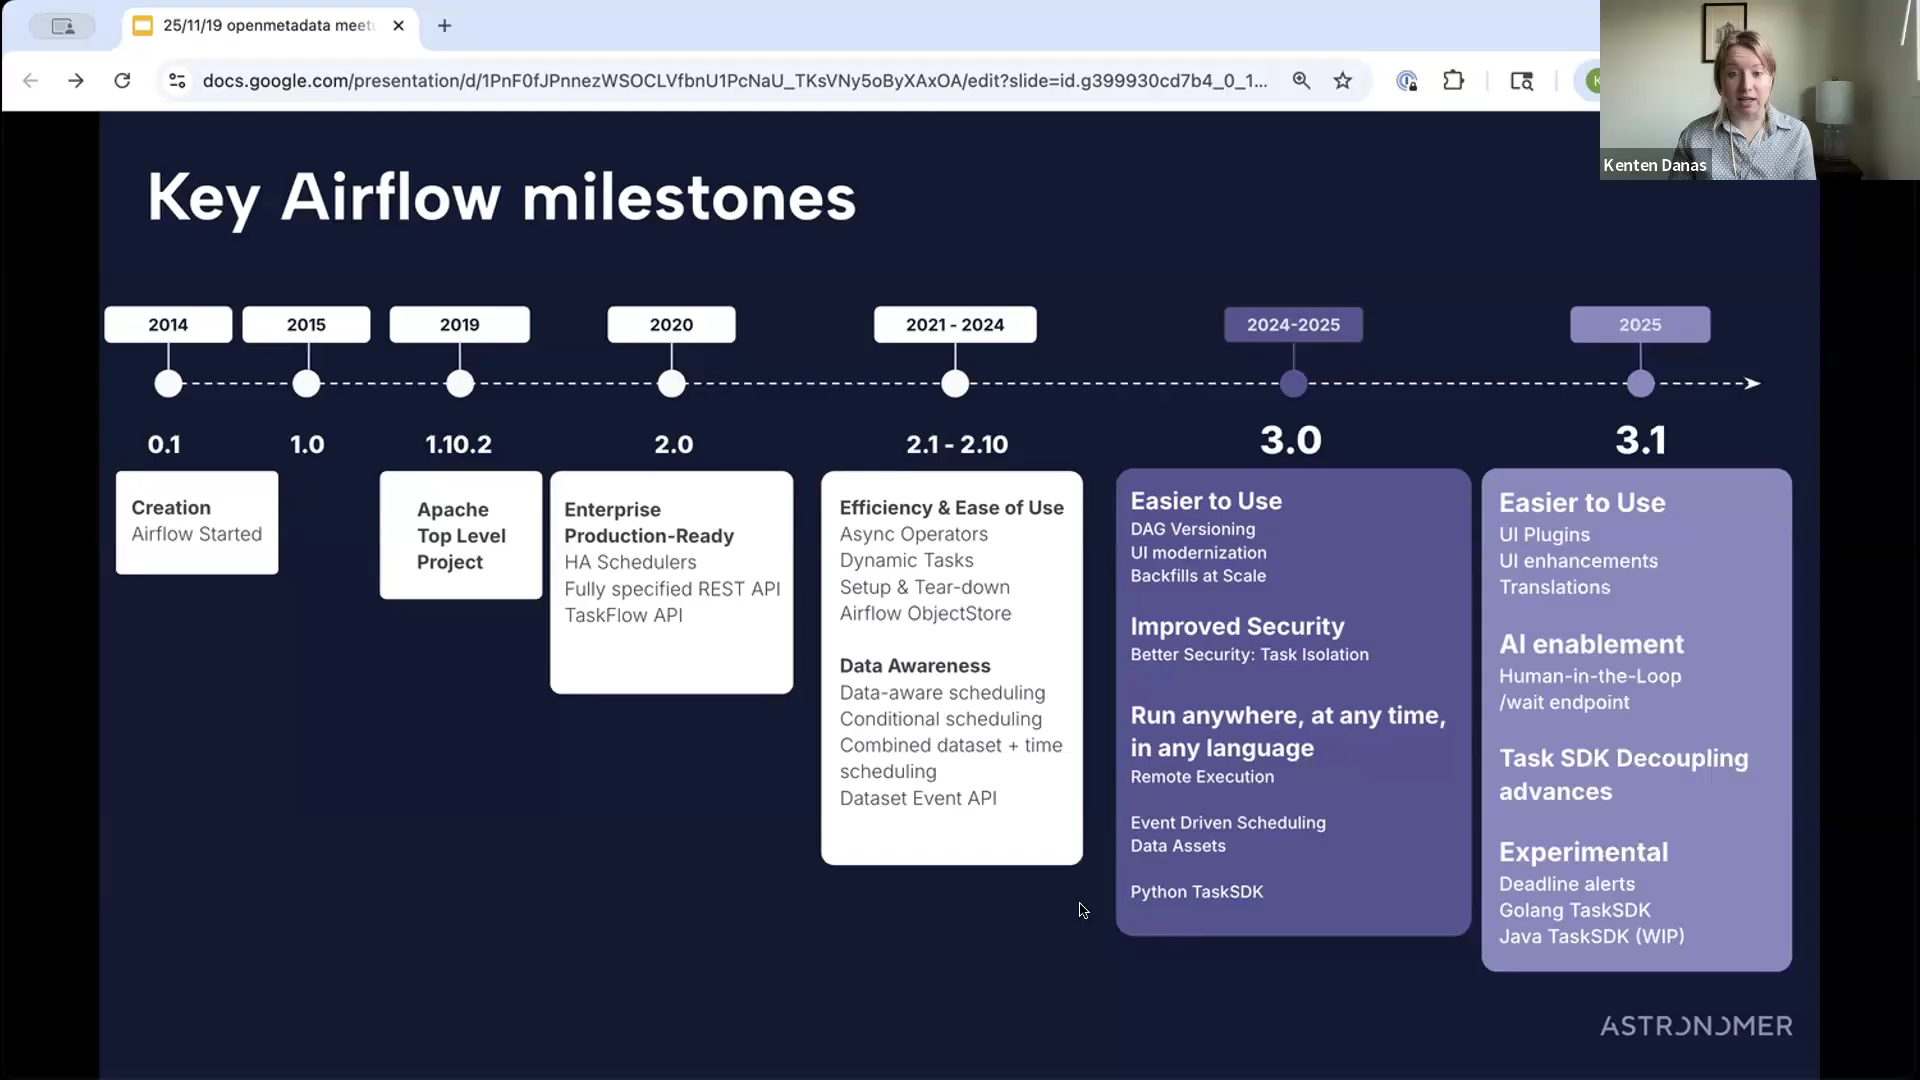 25/11/19 openmetadata meet
docs.google.com/presentation/d/1PnF0fJPnnezWSOCLVfbnU1PcNaU_TKsVNy5oByXAxOA/edit?slide=id.g399930cd7b4_0_1...
K
Kenten Danas
Key Airflow milestones
2014
2015
2019
2020
2021 - 2024
2024-2025
2025
0.1
1.0
1.10.2
2.0
2.1 - 2.10
3.0
3.1
Creation
Airflow Started
Apache
Top Level
Project
Enterprise
Production-Ready
HA Schedulers
Fully specified REST API
TaskFlow API
Efficiency & Ease of Use
Async Operators
Dynamic Tasks
Setup & Tear-down
Airflow ObjectStore
Data Awareness
Data-aware scheduling
Conditional scheduling
Combined dataset + time
scheduling
Dataset Event API
Easier to Use
DAG Versioning
UI modernization
Backfills at Scale
Improved Security
Better Security: Task Isolation
Run anywhere, at any time,
in any language
Remote Execution
Event Driven Scheduling
Data Assets
Python TaskSDK
Easier to Use
UI Plugins
UI enhancements
Translations
AI enablement
Human-in-the-Loop
/wait endpoint
Task SDK Decoupling
advances
Experimental
Deadline alerts
Golang TaskSDK
Java TaskSDK (WIP)
ASTRONOMER